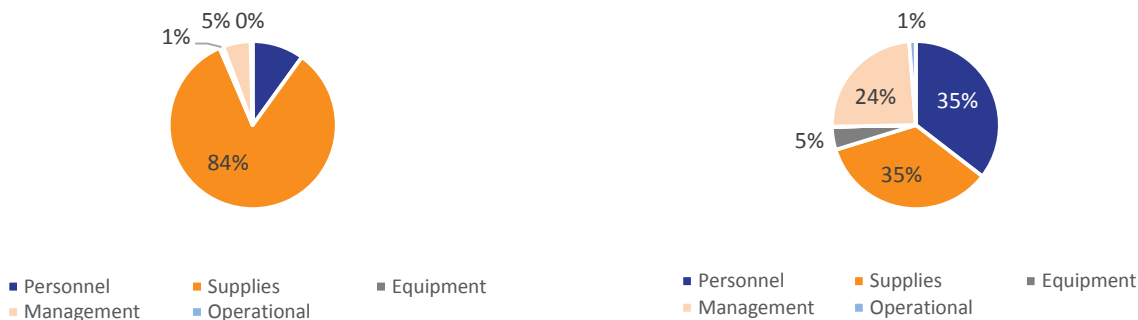 5% 0%
1%
84%
Personnel Supplies Equipment
Management Operational
1%
24% 35%
5%
35%
Personnel Supplies Equipment
Management Operational